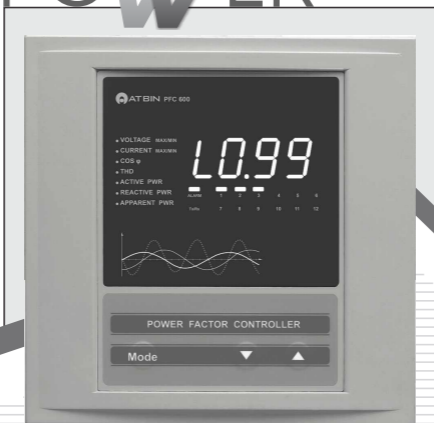 POWER
ATBIN PFC 600
VOLTAGE MAX/MIN
CURRENT MAX/MIN
COS φ
THD
ACTIVE PWR
REACTIVE PWR
APPARENT PWR
L0.99
ALARM 1 2 3 4 5 6
7 8 9 10 11 12
POWER FACTOR CONTROLLER
Mode